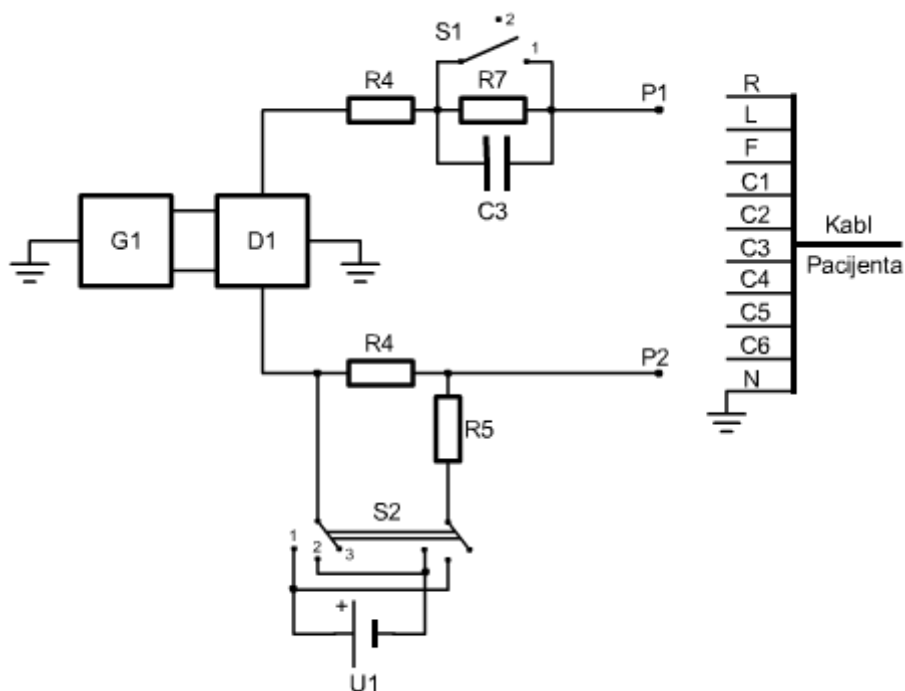 2
S1
1
R4
R7
P1
C3
R
L
F
C1
C2
C3
C4
C5
C6
N
Kabl
Pacijenta
G1
D1
R4
P2
R5
S2
1
2
3
+
U1